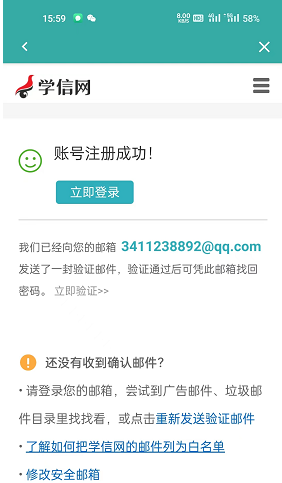 15:59 8.00 KB/S HD 4G 5G 58%
学信网
账号注册成功！
立即登录
我们已经向您的邮箱 3411238892@qq.com
发送了一封验证邮件，验证通过后可凭此邮箱找回
密码。 立即验证>>
还没有收到确认邮件？
• 请登录您的邮箱，尝试到广告邮件、垃圾邮
件目录里找找看，或点击重新发送验证邮件
• 了解如何把学信网的邮件列为白名单
• 修改安全邮箱